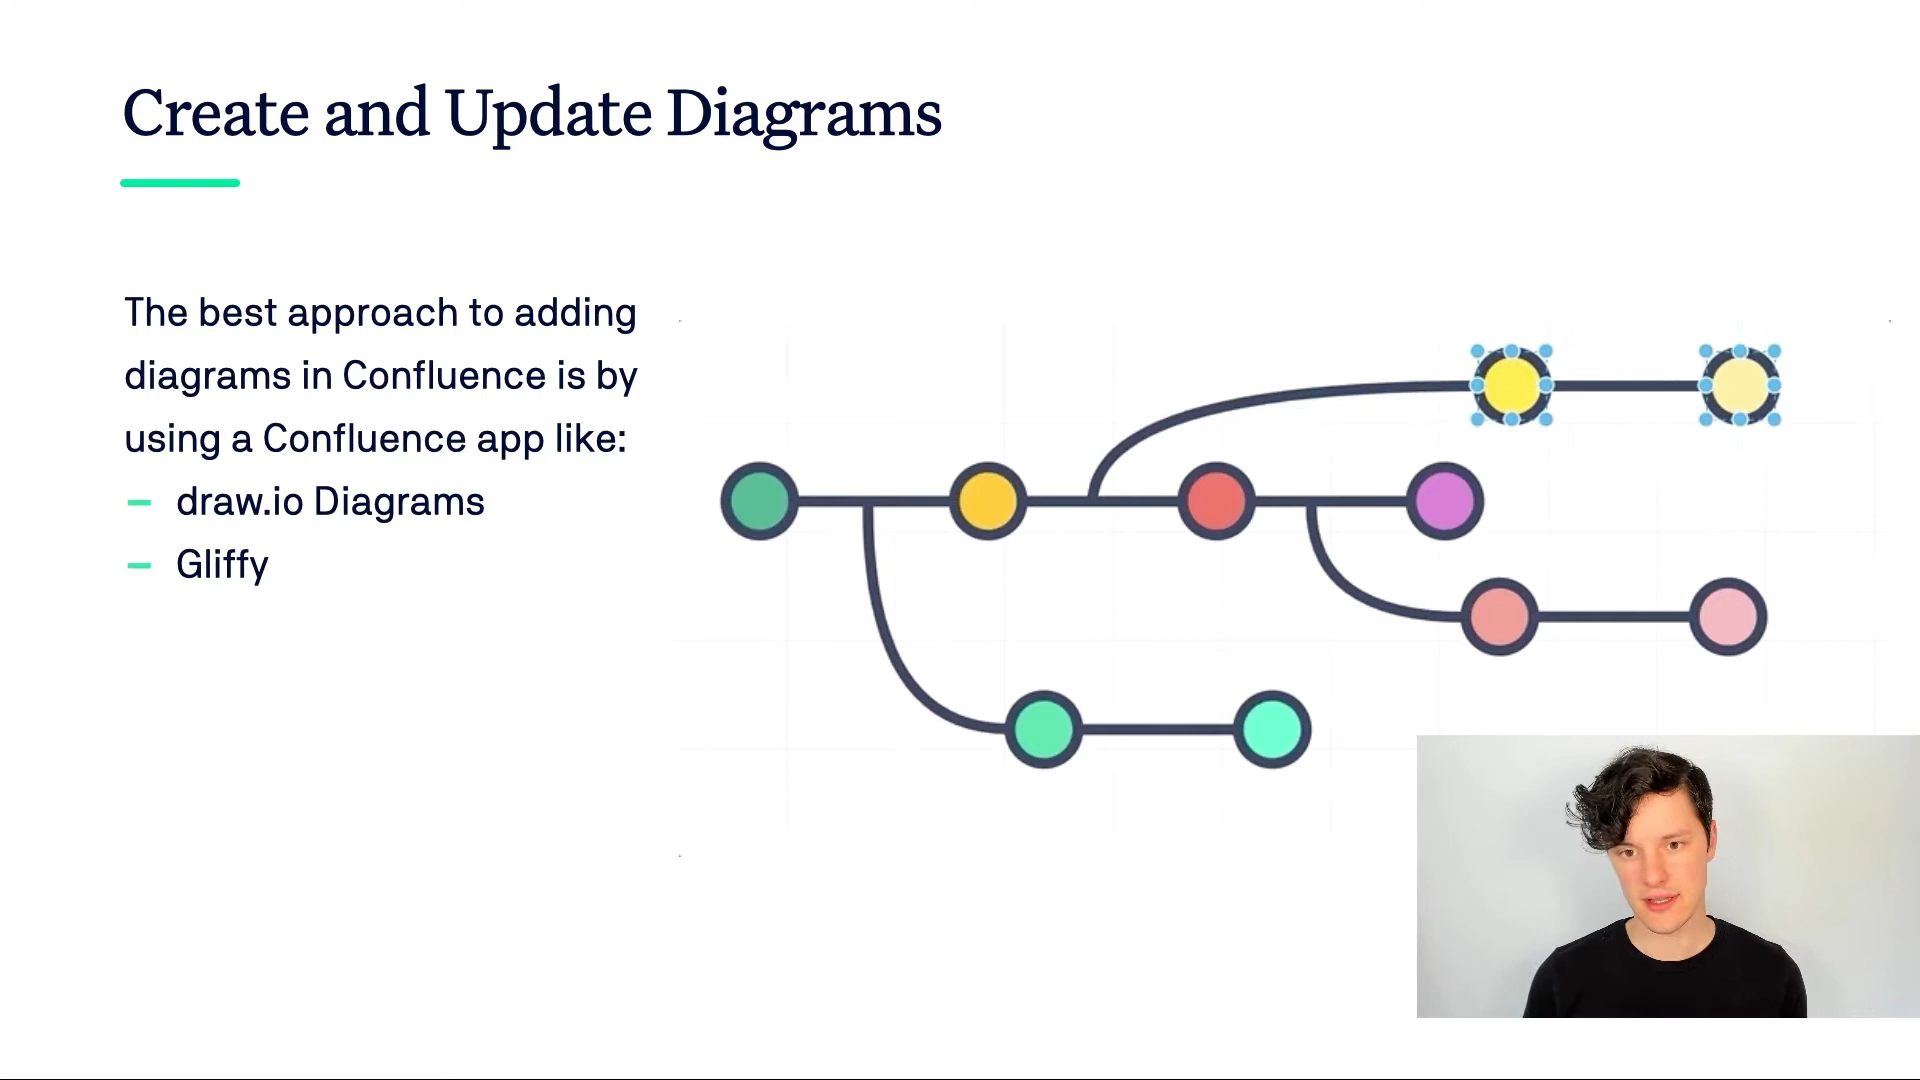 Create and Update Diagrams
The best approach to adding
diagrams in Confluence is by
using a Confluence app like:
– draw.io Diagrams
– Gliffy